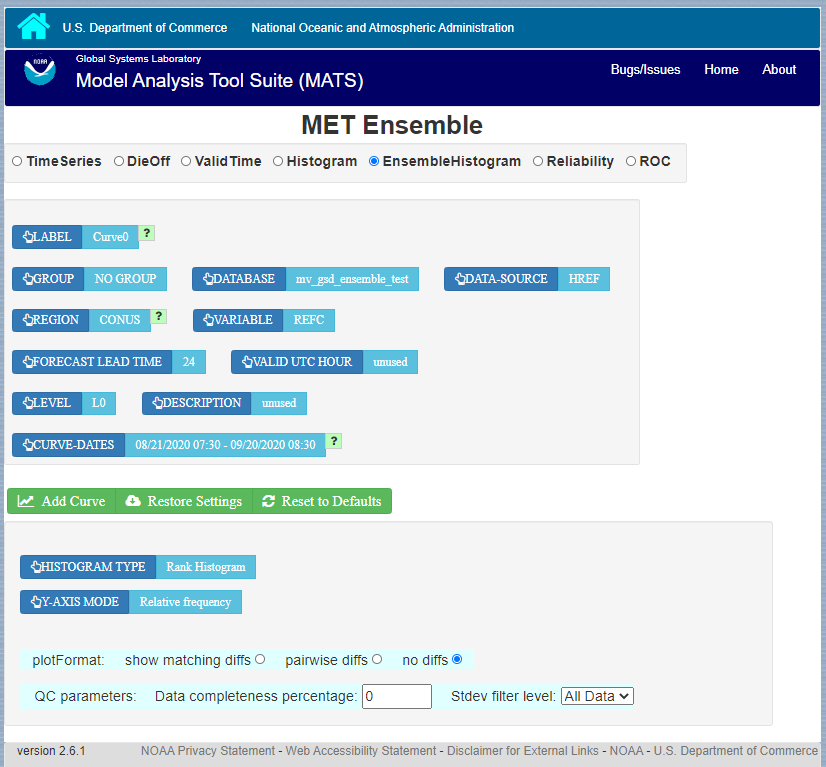 U.S. Department of Commerce National Oceanic and Atmospheric Administration
NOAA
Global Systems Laboratory
Model Analysis Tool Suite (MATS)
Bugs/Issues Home About
MET Ensemble
TimeSeries DieOff ValidTime Histogram EnsembleHistogram Reliability ROC
LABEL Curve0 ?
GROUP NO GROUP DATABASE mv_gsd_ensemble_test DATA-SOURCE HREF
REGION CONUS ? VARIABLE REFC
FORECAST LEAD TIME 24 VALID UTC HOUR unused
LEVEL L0 DESCRIPTION unused
CURVE-DATES 08/21/2020 07:30 - 09/20/2020 08:30 ?
Add Curve Restore Settings Reset to Defaults
HISTOGRAM TYPE Rank Histogram
Y-AXIS MODE Relative frequency
plotFormat: show matching diffs pairwise diffs no diffs
QC parameters: Data completeness percentage: 0 Stdev filter level: All Data
version 2.6.1 NOAA Privacy Statement - Web Accessibility Statement - Disclaimer for External Links - NOAA - U.S. Department of Commerce